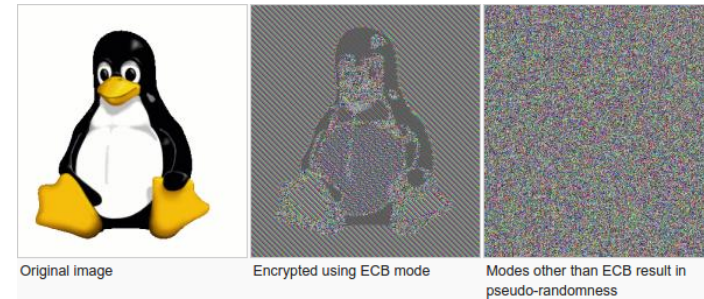 Original image
Encrypted using ECB mode
Modes other than ECB result in
pseudo-randomness